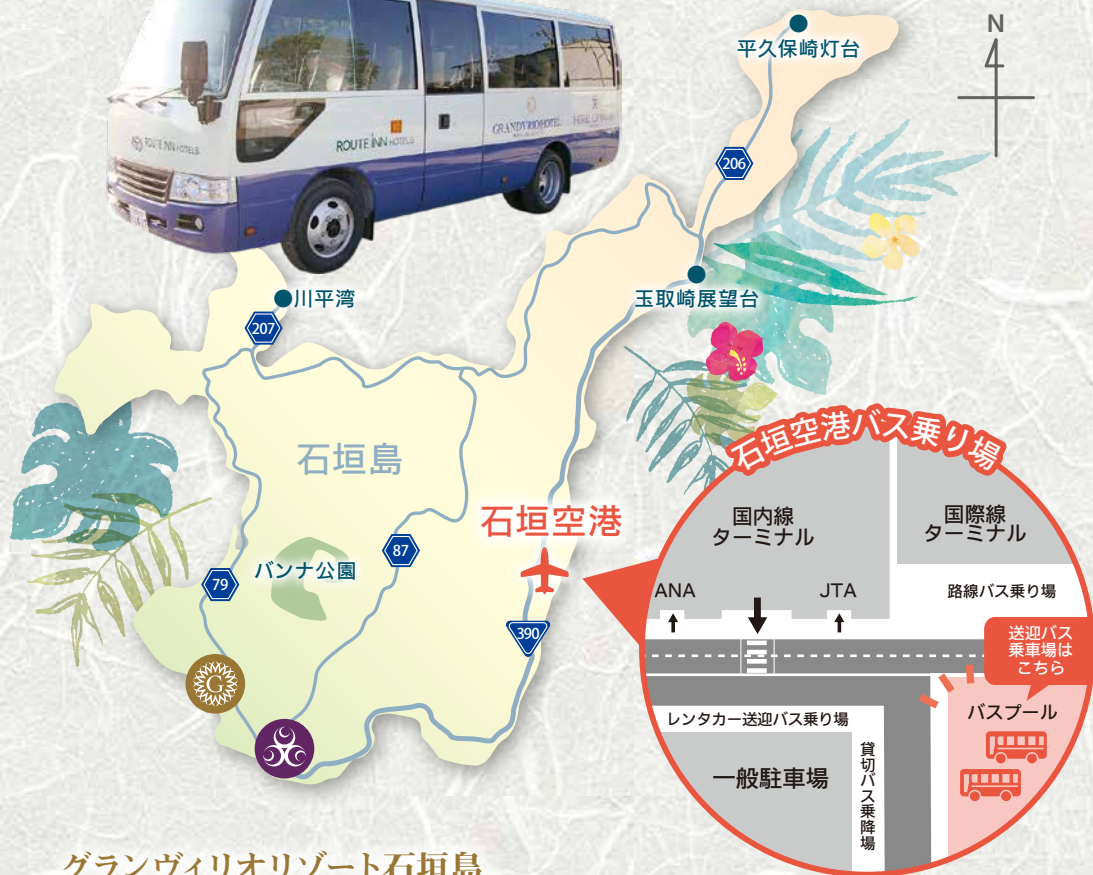 平久保崎灯台
N
206
ROUTE INN HOTELS
ROUTE INN HOTELS
GRANDVRIO HOTEL
川平湾
207
玉取崎展望台
石垣島
石垣空港
バンナ公園
87
79
390
G
石垣空港バス乗り場
国内線
ターミナル
国際線
ターミナル
ANA
JTA
路線バス乗り場
送迎バス
乗車場は
こちら
バスプール
レンタカー送迎バス乗り場
一般駐車場
貸切バス乗降場
グランヴィリオリゾート石垣島